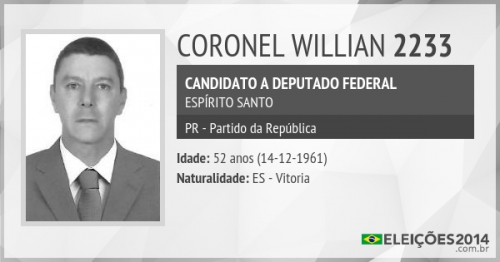 CORONEL WILLIAN 2233
CANDIDATO A DEPUTADO FEDERAL
ESPÍRITO SANTO
PR - Partido da República
Idade: 52 anos (14-12-1961)
Naturalidade: ES - Vitoria
ELEIÇÕES2014
.com.br